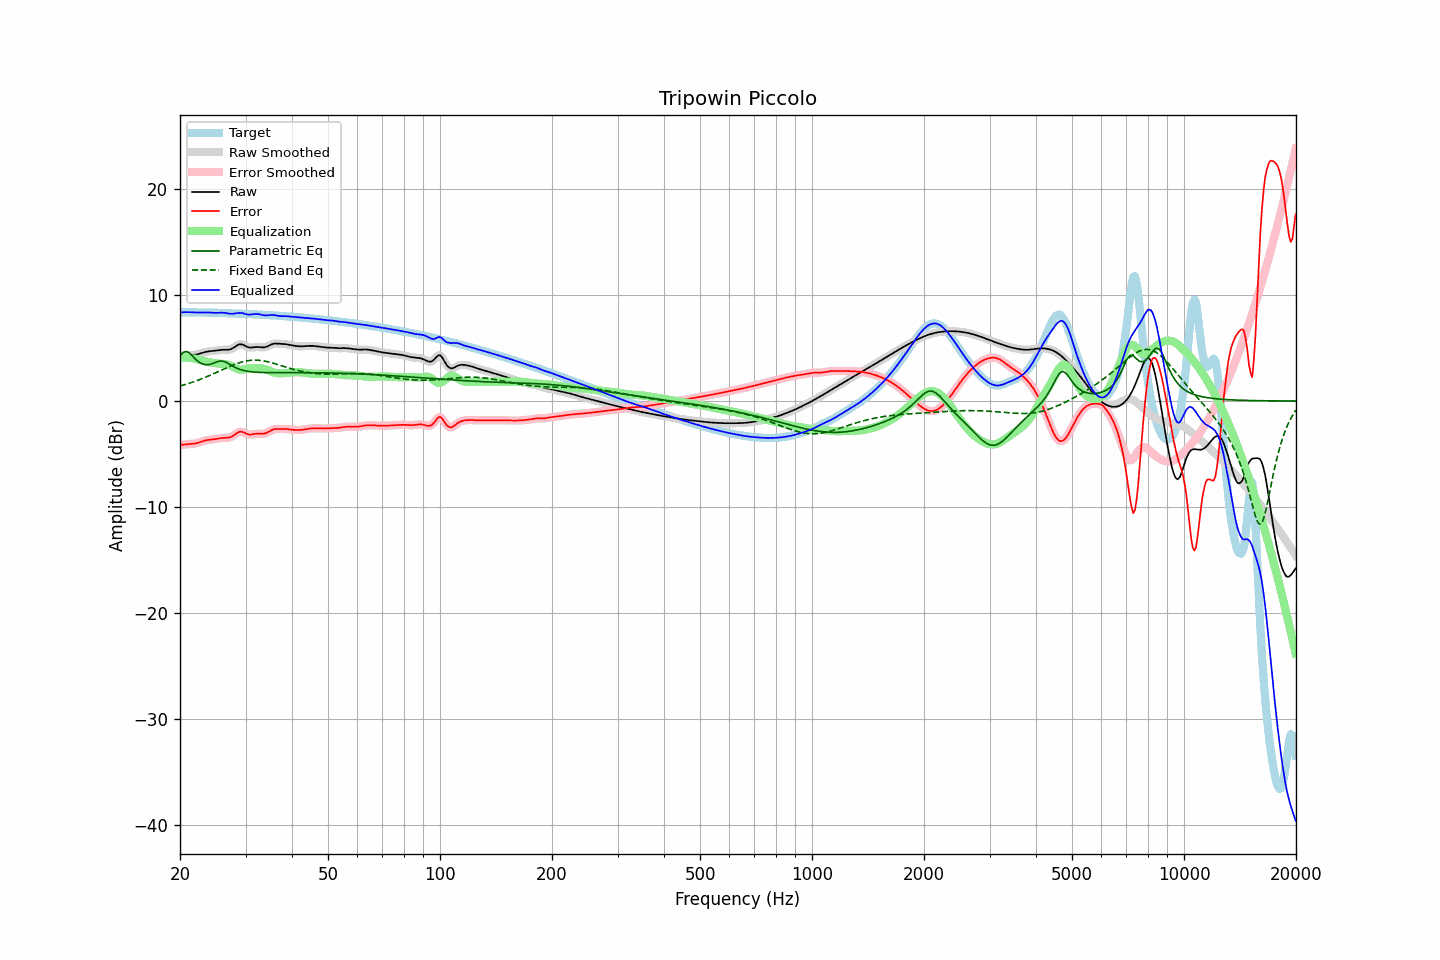 Tripowin Piccolo
Target
Raw Smoothed
Error Smoothed
Raw
Error
Equalization
Parametric Eq
Fixed Band Eq
Equalized
20
10
0
−10
−20
−30
−40
Amplitude (dBr)
20 50 100 200 500 1000 2000 5000 10000 20000
Frequency (Hz)